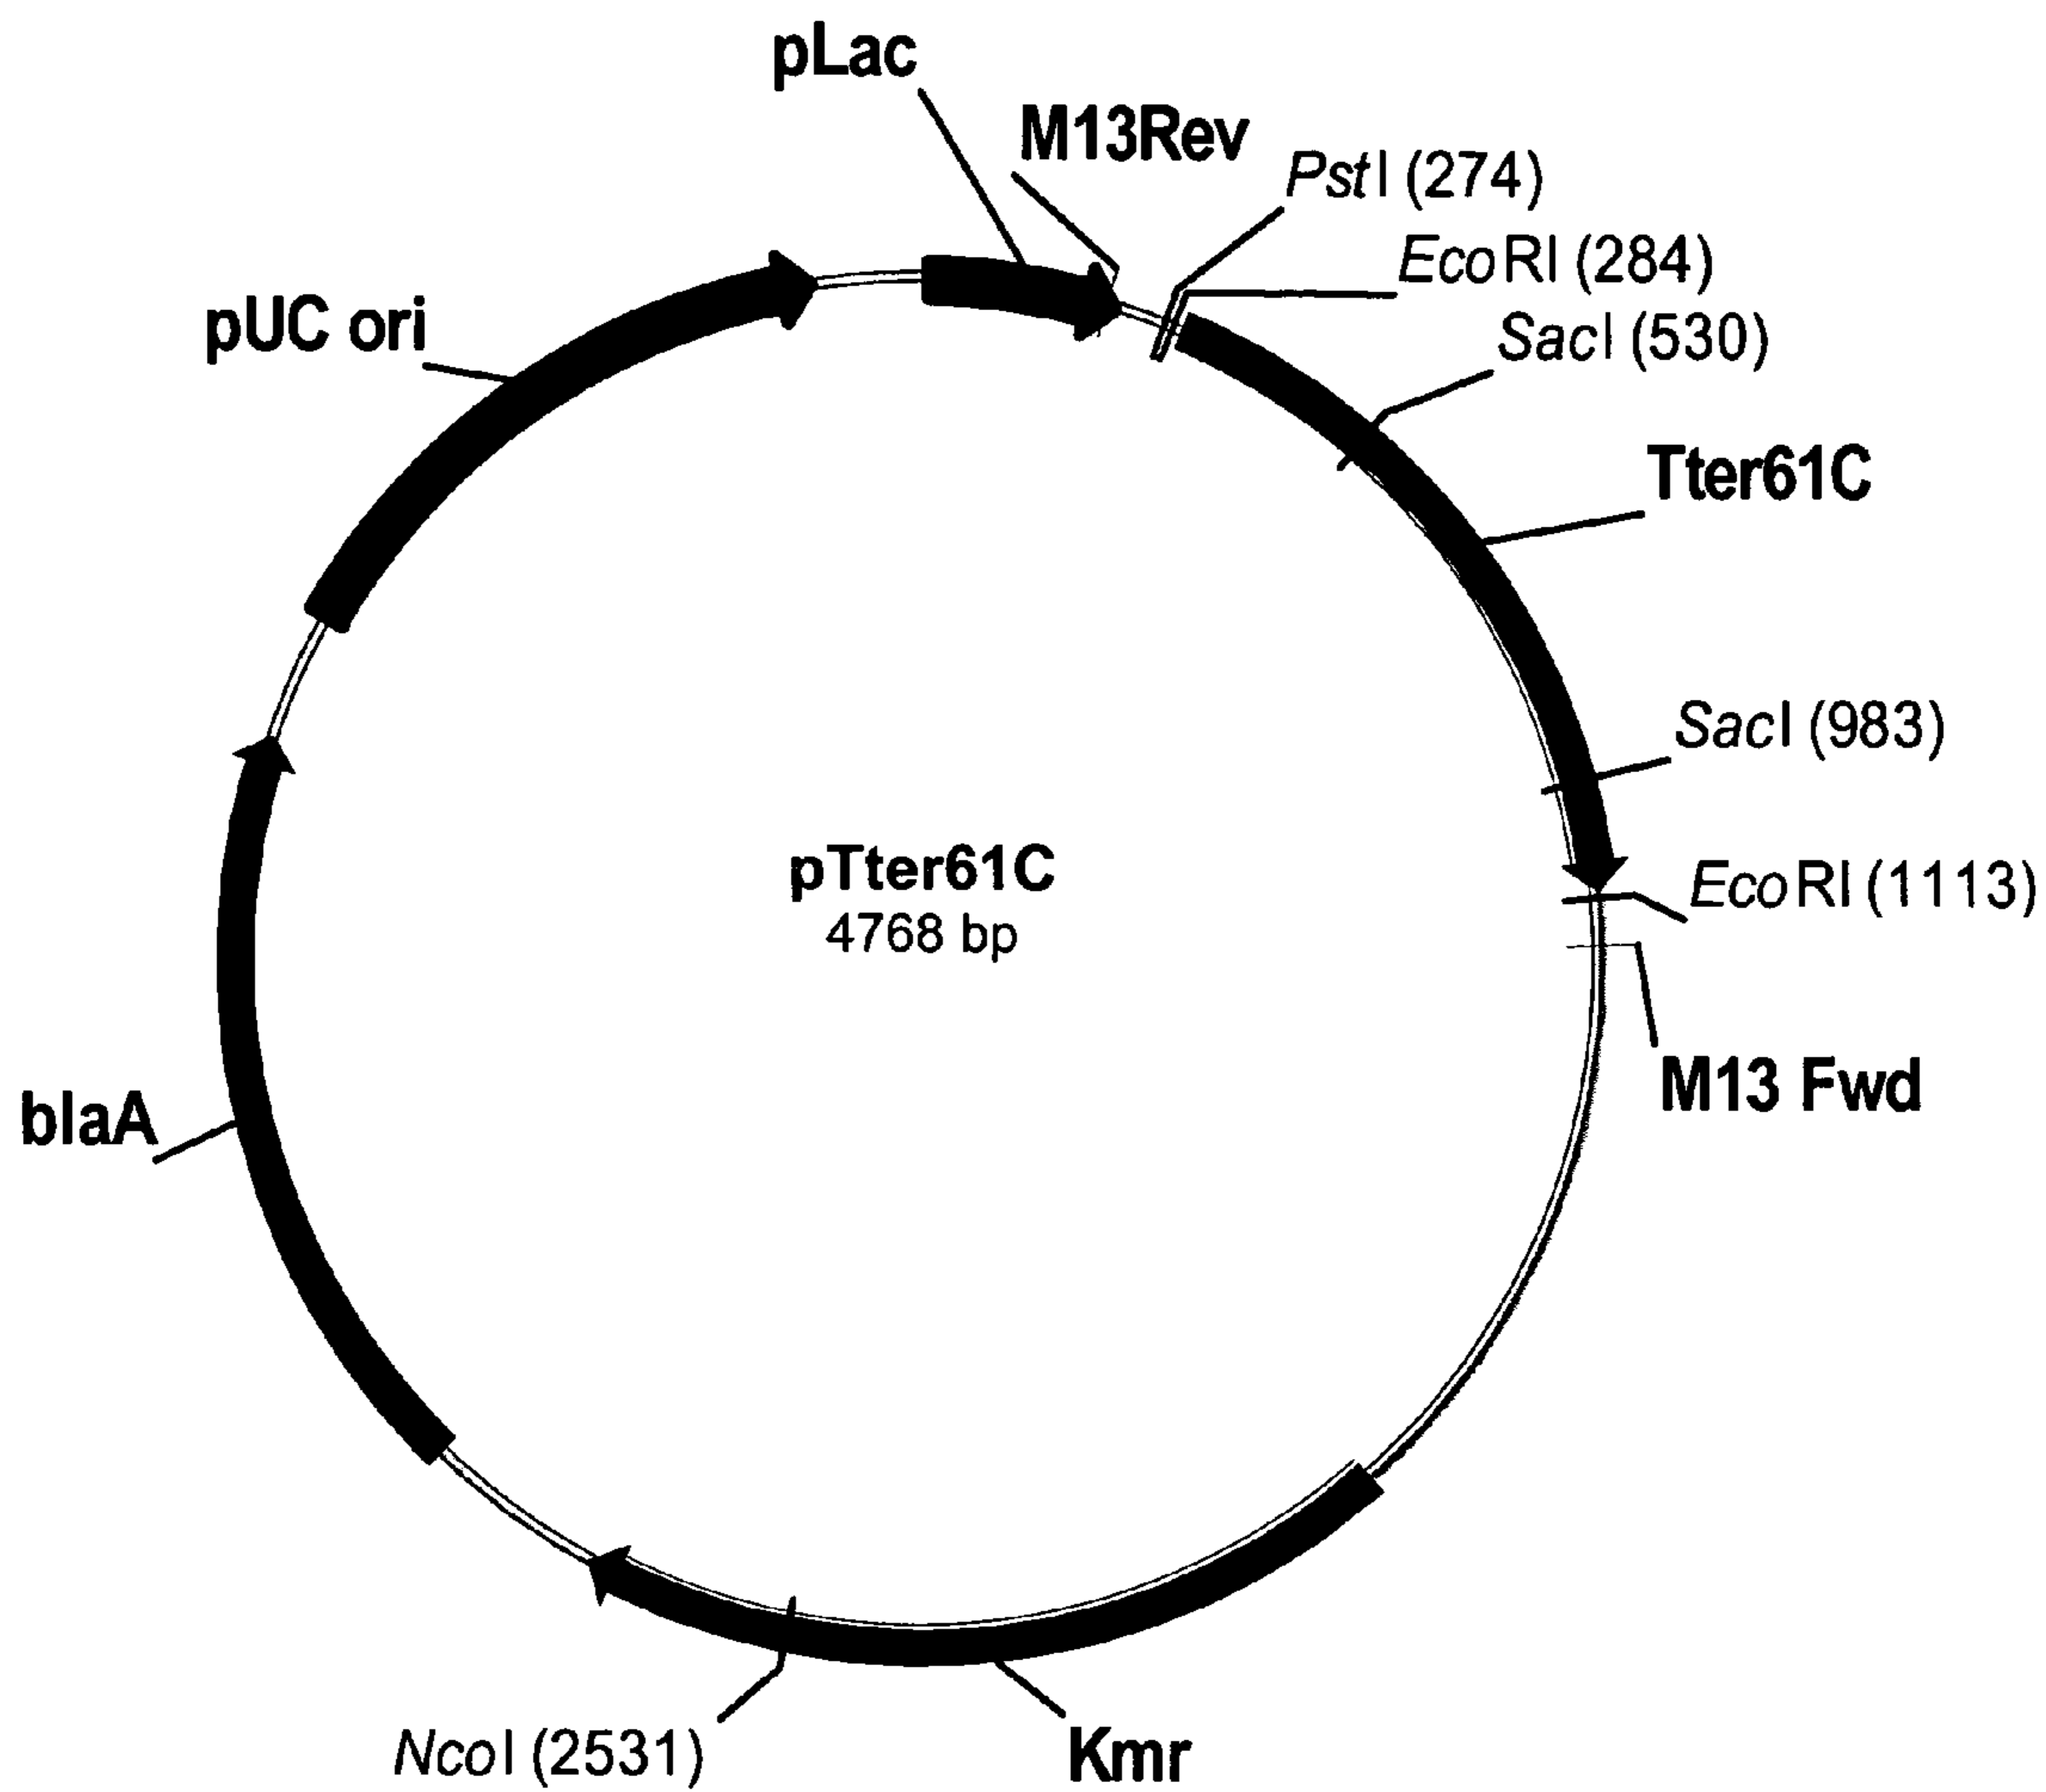 pLac
M13Rev
PstI (274)
EcoRI (284)
SacI (530)
pUC ori
Tter61C
SacI (983)
pTter61C
4768 bp
EcoRI (1113)
M13 Fwd
blaA
NcoI (2531)
Kmr